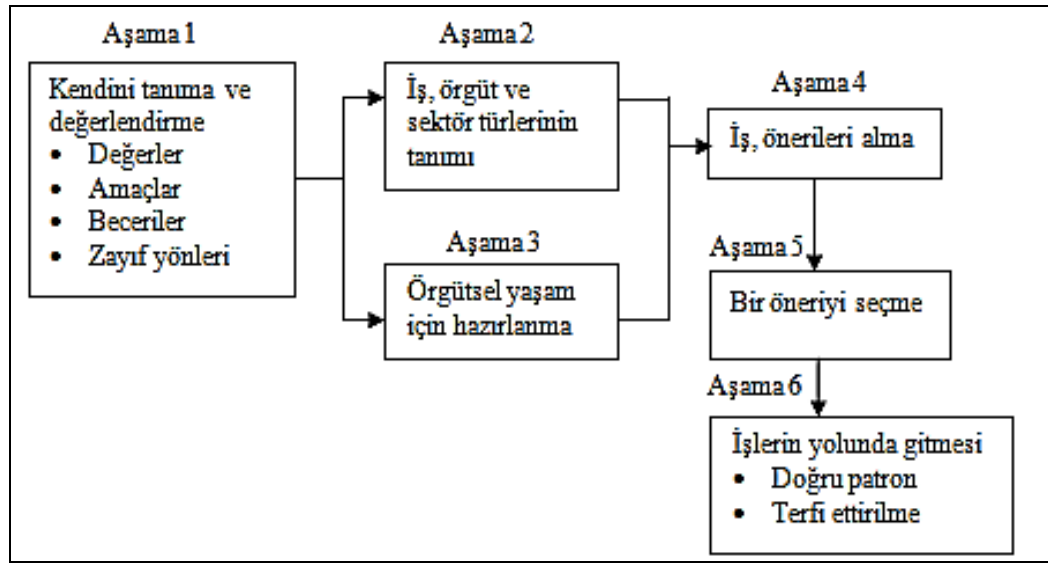 Aşama 1
Kendini tanıma ve
değerlendirme
• Değerler
• Amaçlar
• Beceriler
• Zayıf yönleri
Aşama 2
İş, örgüt ve
sektör türlerinin
tanımı
Aşama 3
Örgütsel yaşam
için hazırlanma
Aşama 4
İş, önerileri alma
Aşama 5
Bir öneriyi seçme
Aşama 6
İşlerin yolunda gitmesi
• Doğru patron
• Terfi ettirilme